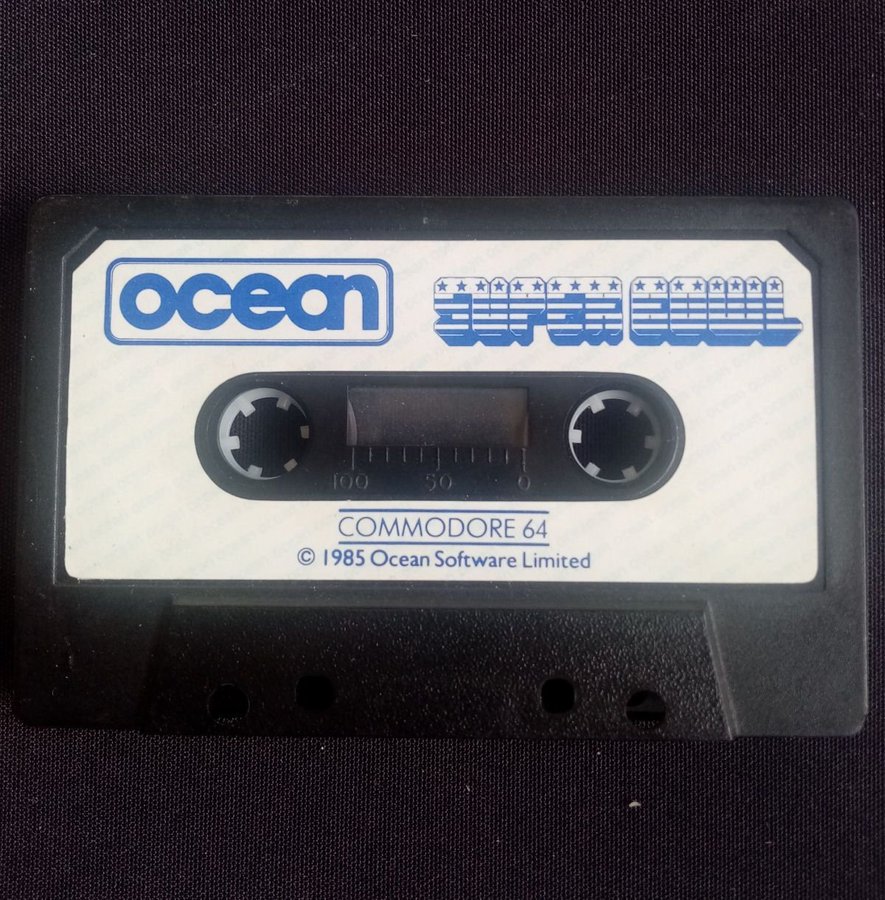 ocean
SUPER BOWL
100 50 0
COMMODORE 64
© 1985 Ocean Software Limited